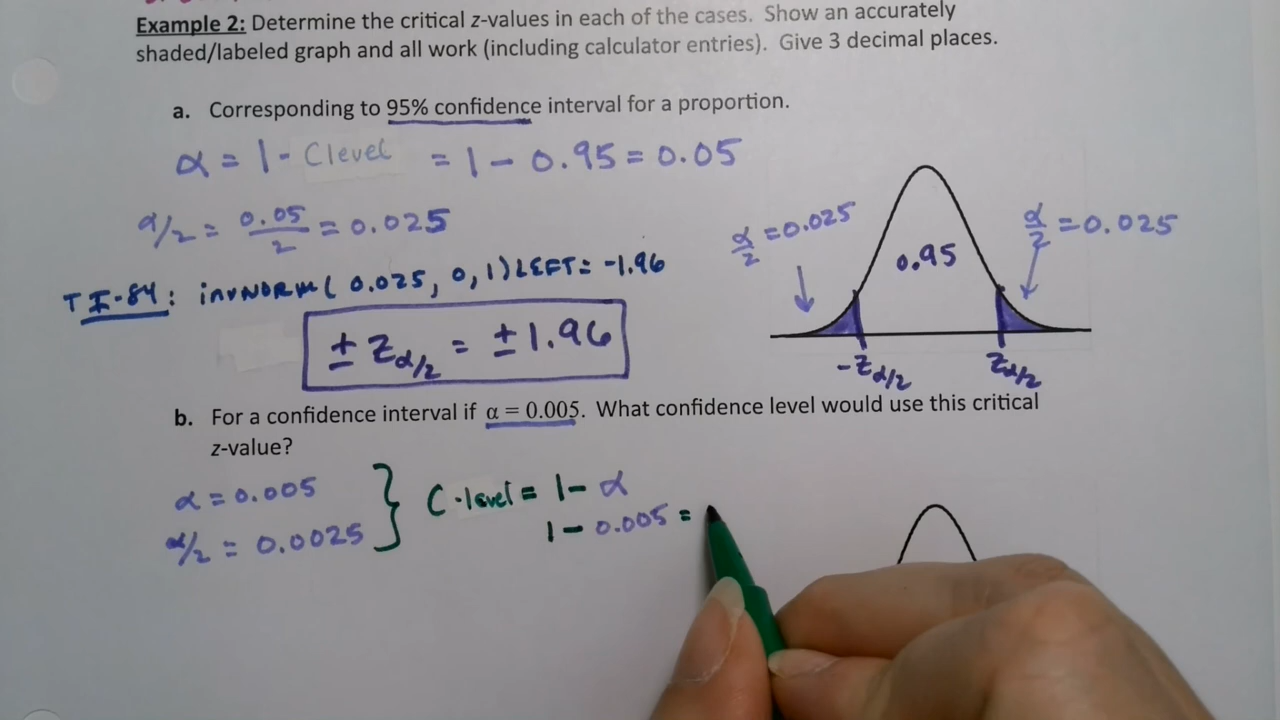 Example 2: Determine the critical z-values in each of the cases. Show an accurately
shaded/labeled graph and all work (including calculator entries). Give 3 decimal places.
a. Corresponding to 95% confidence interval for a proportion.
α = 1 - Clevel = 1 - 0.95 = 0.05
α/2 = 0.05/2 = 0.025
TI-84: invNORM( 0.025, 0, 1) LEFT = -1.96
± Zα/2 = ± 1.96
α/2 = 0.025
0.95
α/2 = 0.025
-Zα/2
Zα/2
b. For a confidence interval if α = 0.005. What confidence level would use this critical
z-value?
α = 0.005
α/2 = 0.0025
C-level = 1 - α
1 - 0.005 =